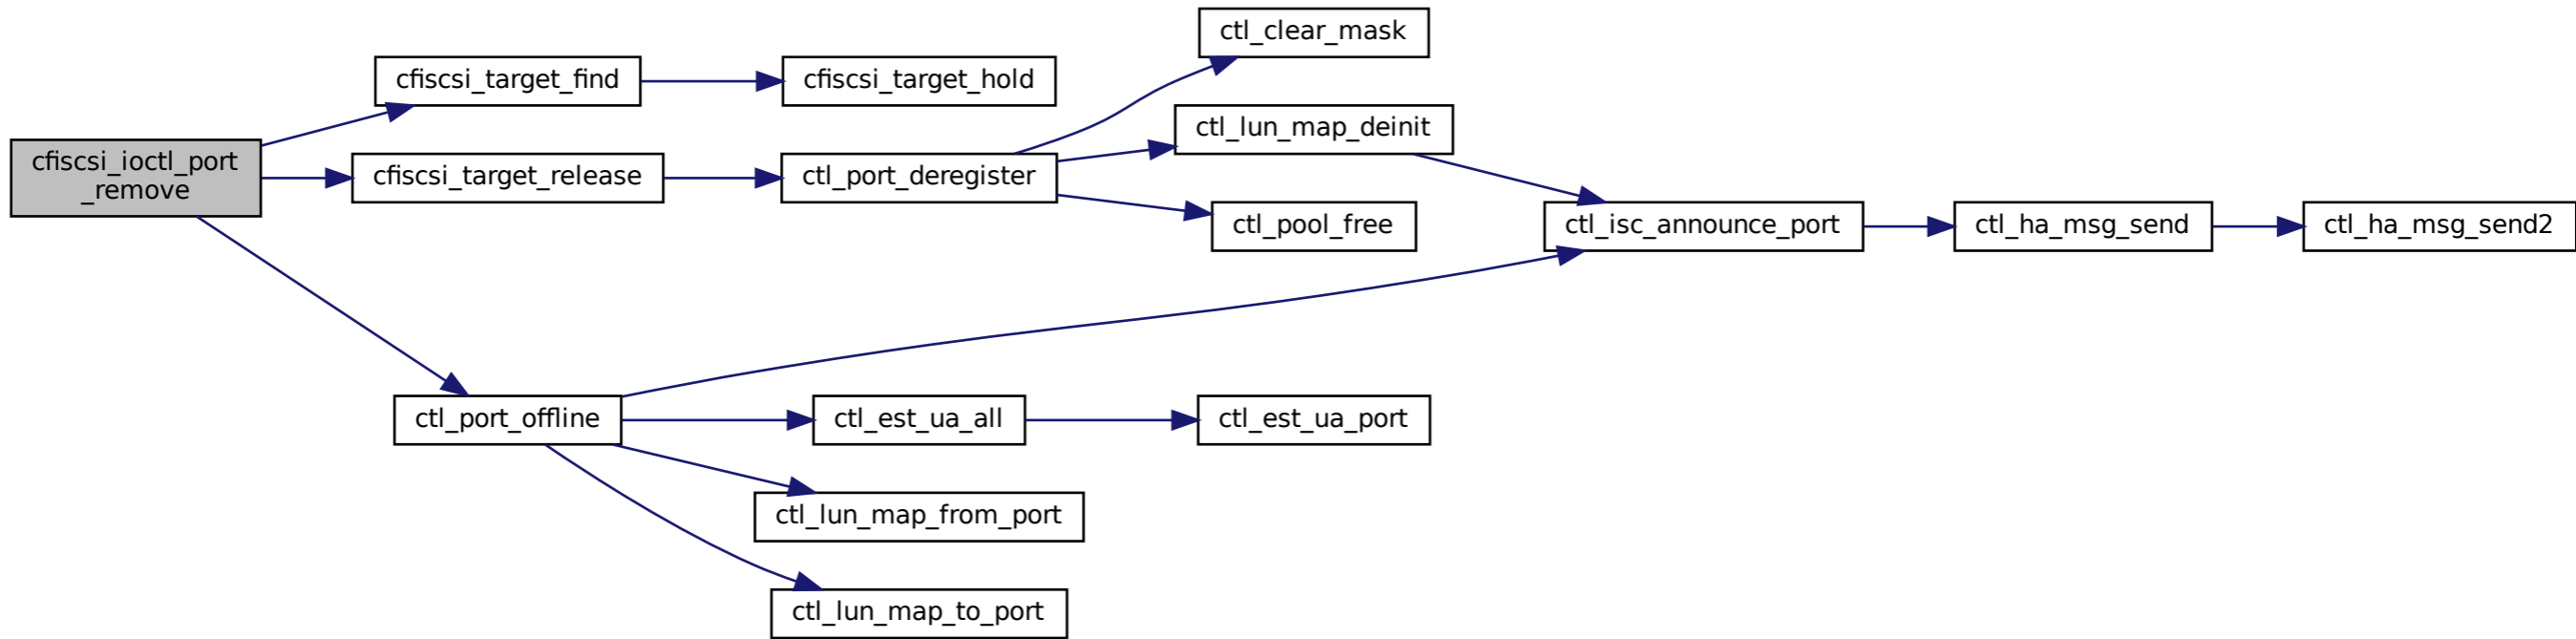 cfiscsi_ioctl_port
_remove
cfiscsi_target_find
cfiscsi_target_hold
cfiscsi_target_release
ctl_port_deregister
ctl_clear_mask
ctl_lun_map_deinit
ctl_pool_free
ctl_isc_announce_port
ctl_ha_msg_send
ctl_ha_msg_send2
ctl_port_offline
ctl_est_ua_all
ctl_est_ua_port
ctl_lun_map_from_port
ctl_lun_map_to_port